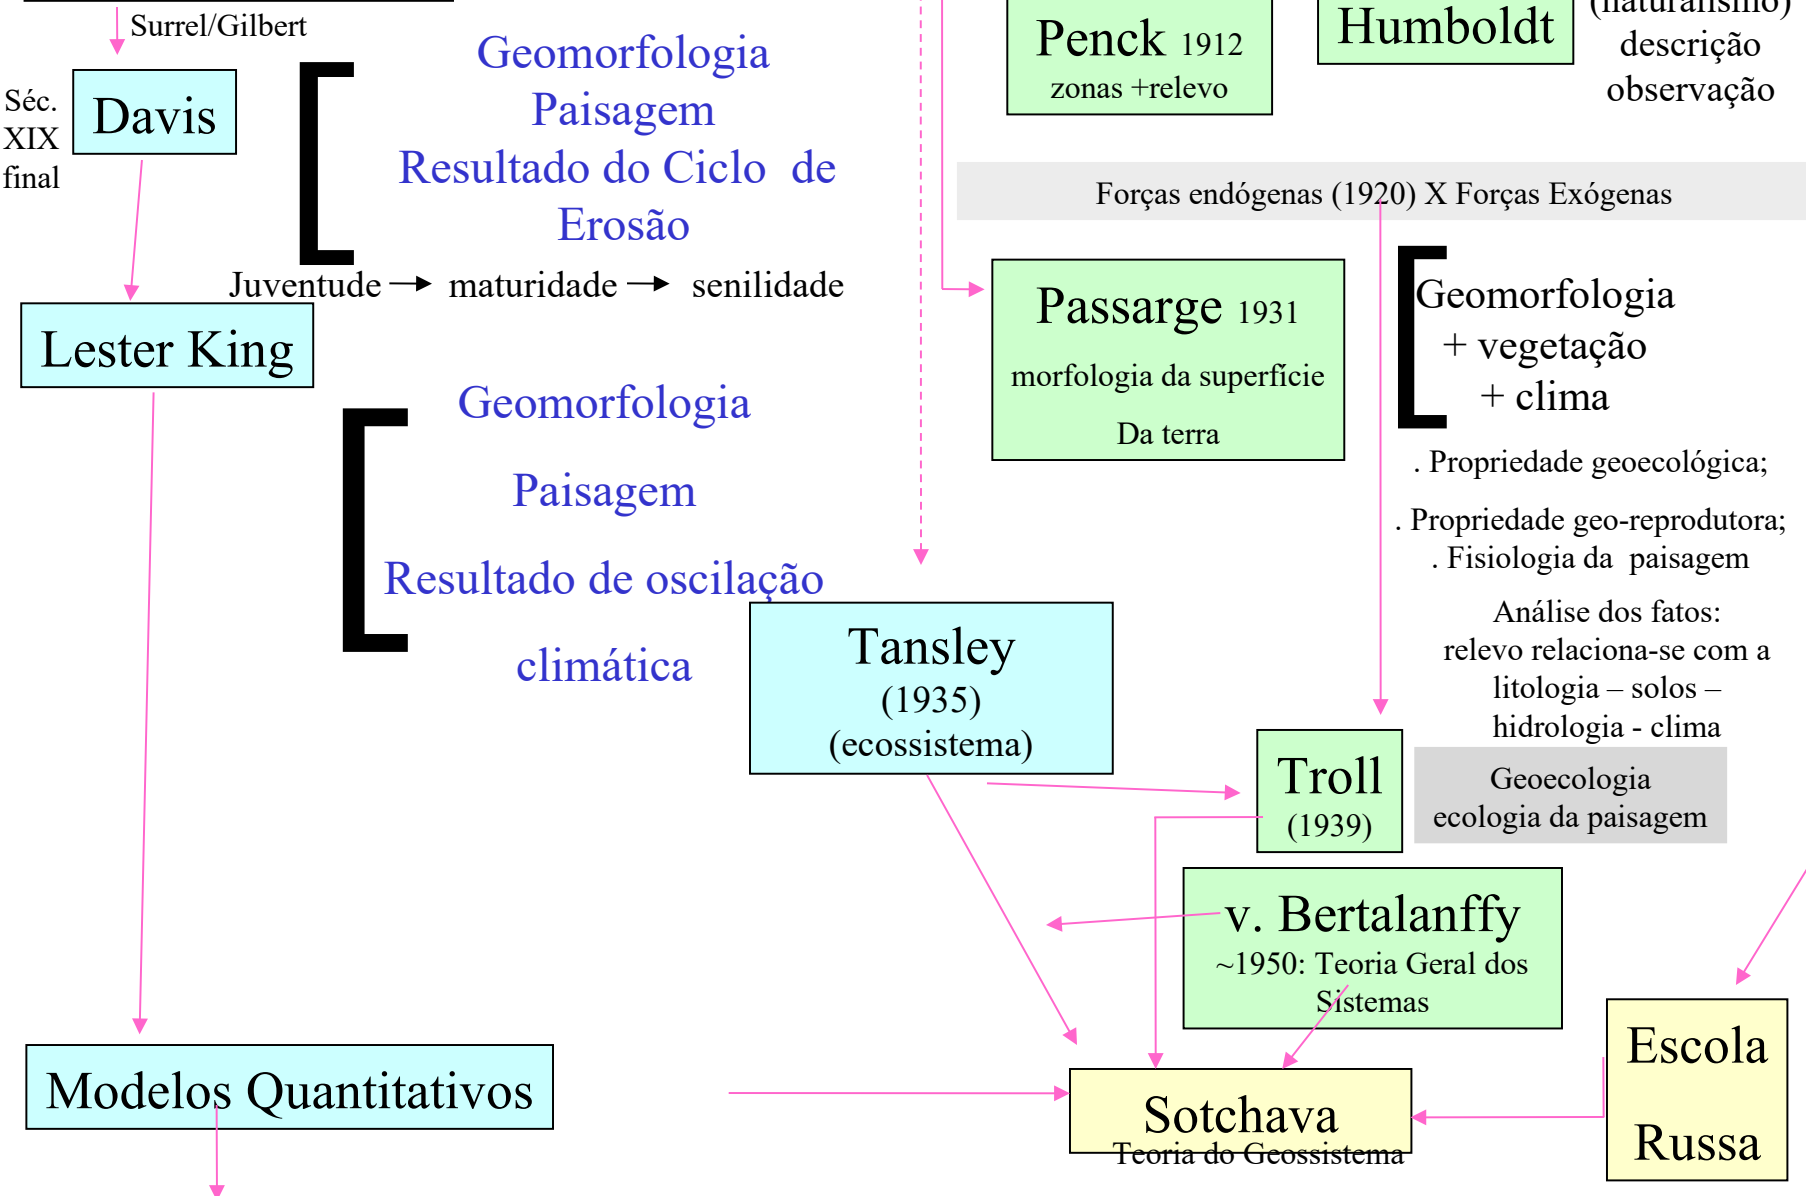 Surrel/Gilbert
Séc.
XIX
final
Davis
Geomorfologia
Paisagem
Resultado do Ciclo  de
Erosão
Juventude
maturidade
senilidade
Lester King
Geomorfologia
Paisagem
Resultado de oscilação
climática
Modelos Quantitativos
Penck 1912
zonas +relevo
Humboldt
(naturalismo)
descrição
observação
Forças endógenas (1920) X Forças Exógenas
Passarge 1931
morfologia da superfície
Da terra
Geomorfologia
+ vegetação
+ clima
. Propriedade geoecológica;
. Propriedade geo-reprodutora;
. Fisiologia da  paisagem
Análise dos fatos:
relevo relaciona-se com a
litologia – solos –
hidrologia - clima
Tansley
(1935)
(ecossistema)
Troll
(1939)
Geoecologia
ecologia da paisagem
v. Bertalanffy
~1950: Teoria Geral dos
Sistemas
Sotchava
Teoria do Geossistema
Escola
Russa